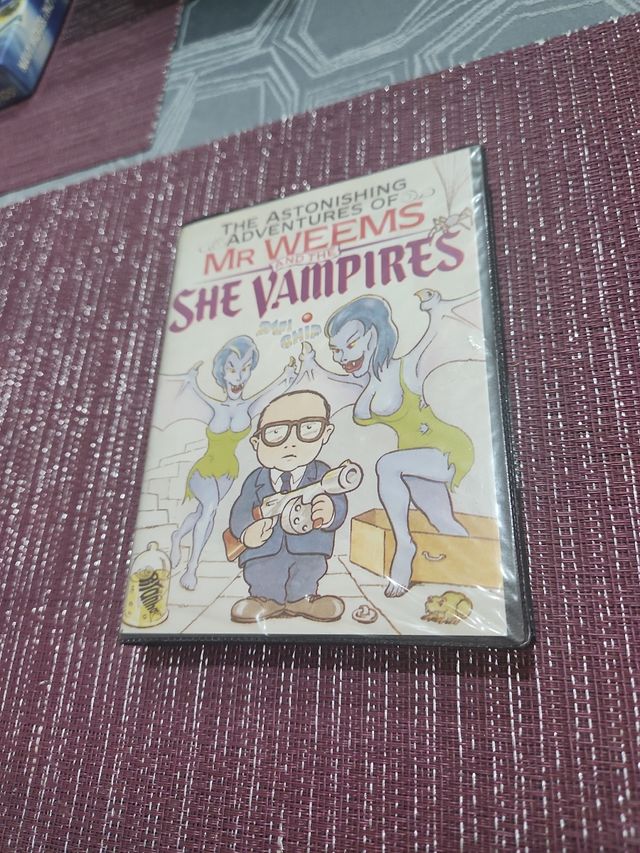 THE ASTONISHING
ADVENTURES OF
MR WEEMS
AND THE
SHE VAMPIRES